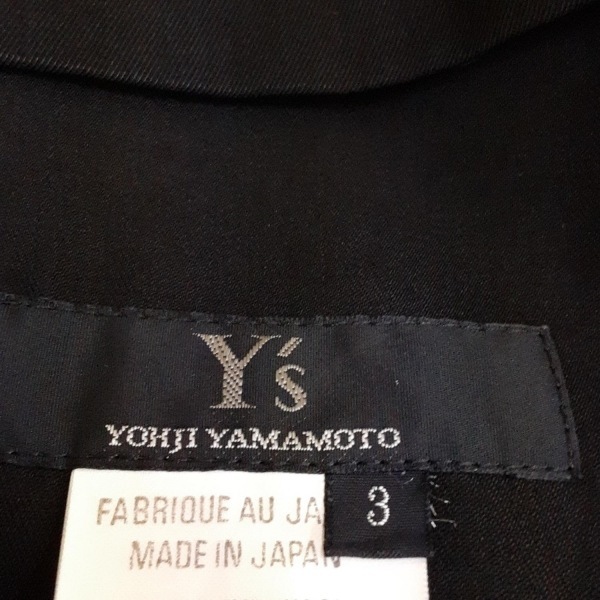 Y's
YOHJI YAMAMOTO
3
FABRIQUE AU JA
MADE IN JAPAN